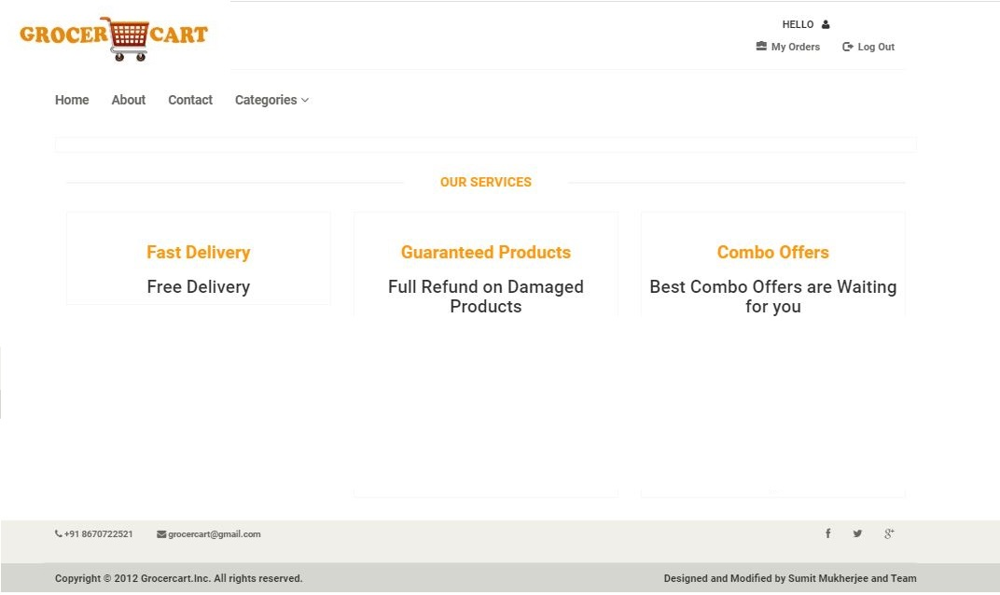 GROCER CART
HELLO
My Orders Log Out
Home About Contact Categories
OUR SERVICES
Fast Delivery
Free Delivery
Guaranteed Products
Full Refund on Damaged
Products
Combo Offers
Best Combo Offers are Waiting
for you
+91 8670722521 grocercart@gmail.com
Copyright © 2012 Grocercart.Inc. All rights reserved. Designed and Modified by Sumit Mukherjee and Team